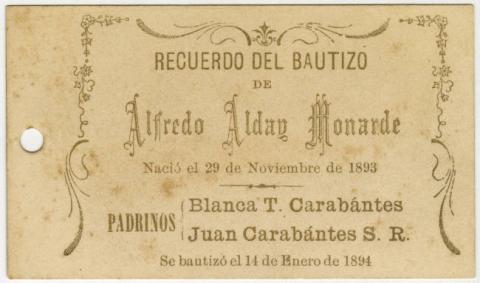 RECUERDO DEL BAUTIZO
DE
Alfredo Alday Monarde
Nació el 29 de Noviembre de 1893
PADRINOS { Blanca T. Carabántes
Juan Carabántes S. R.
Se bautizó el 14 de Enero de 1894